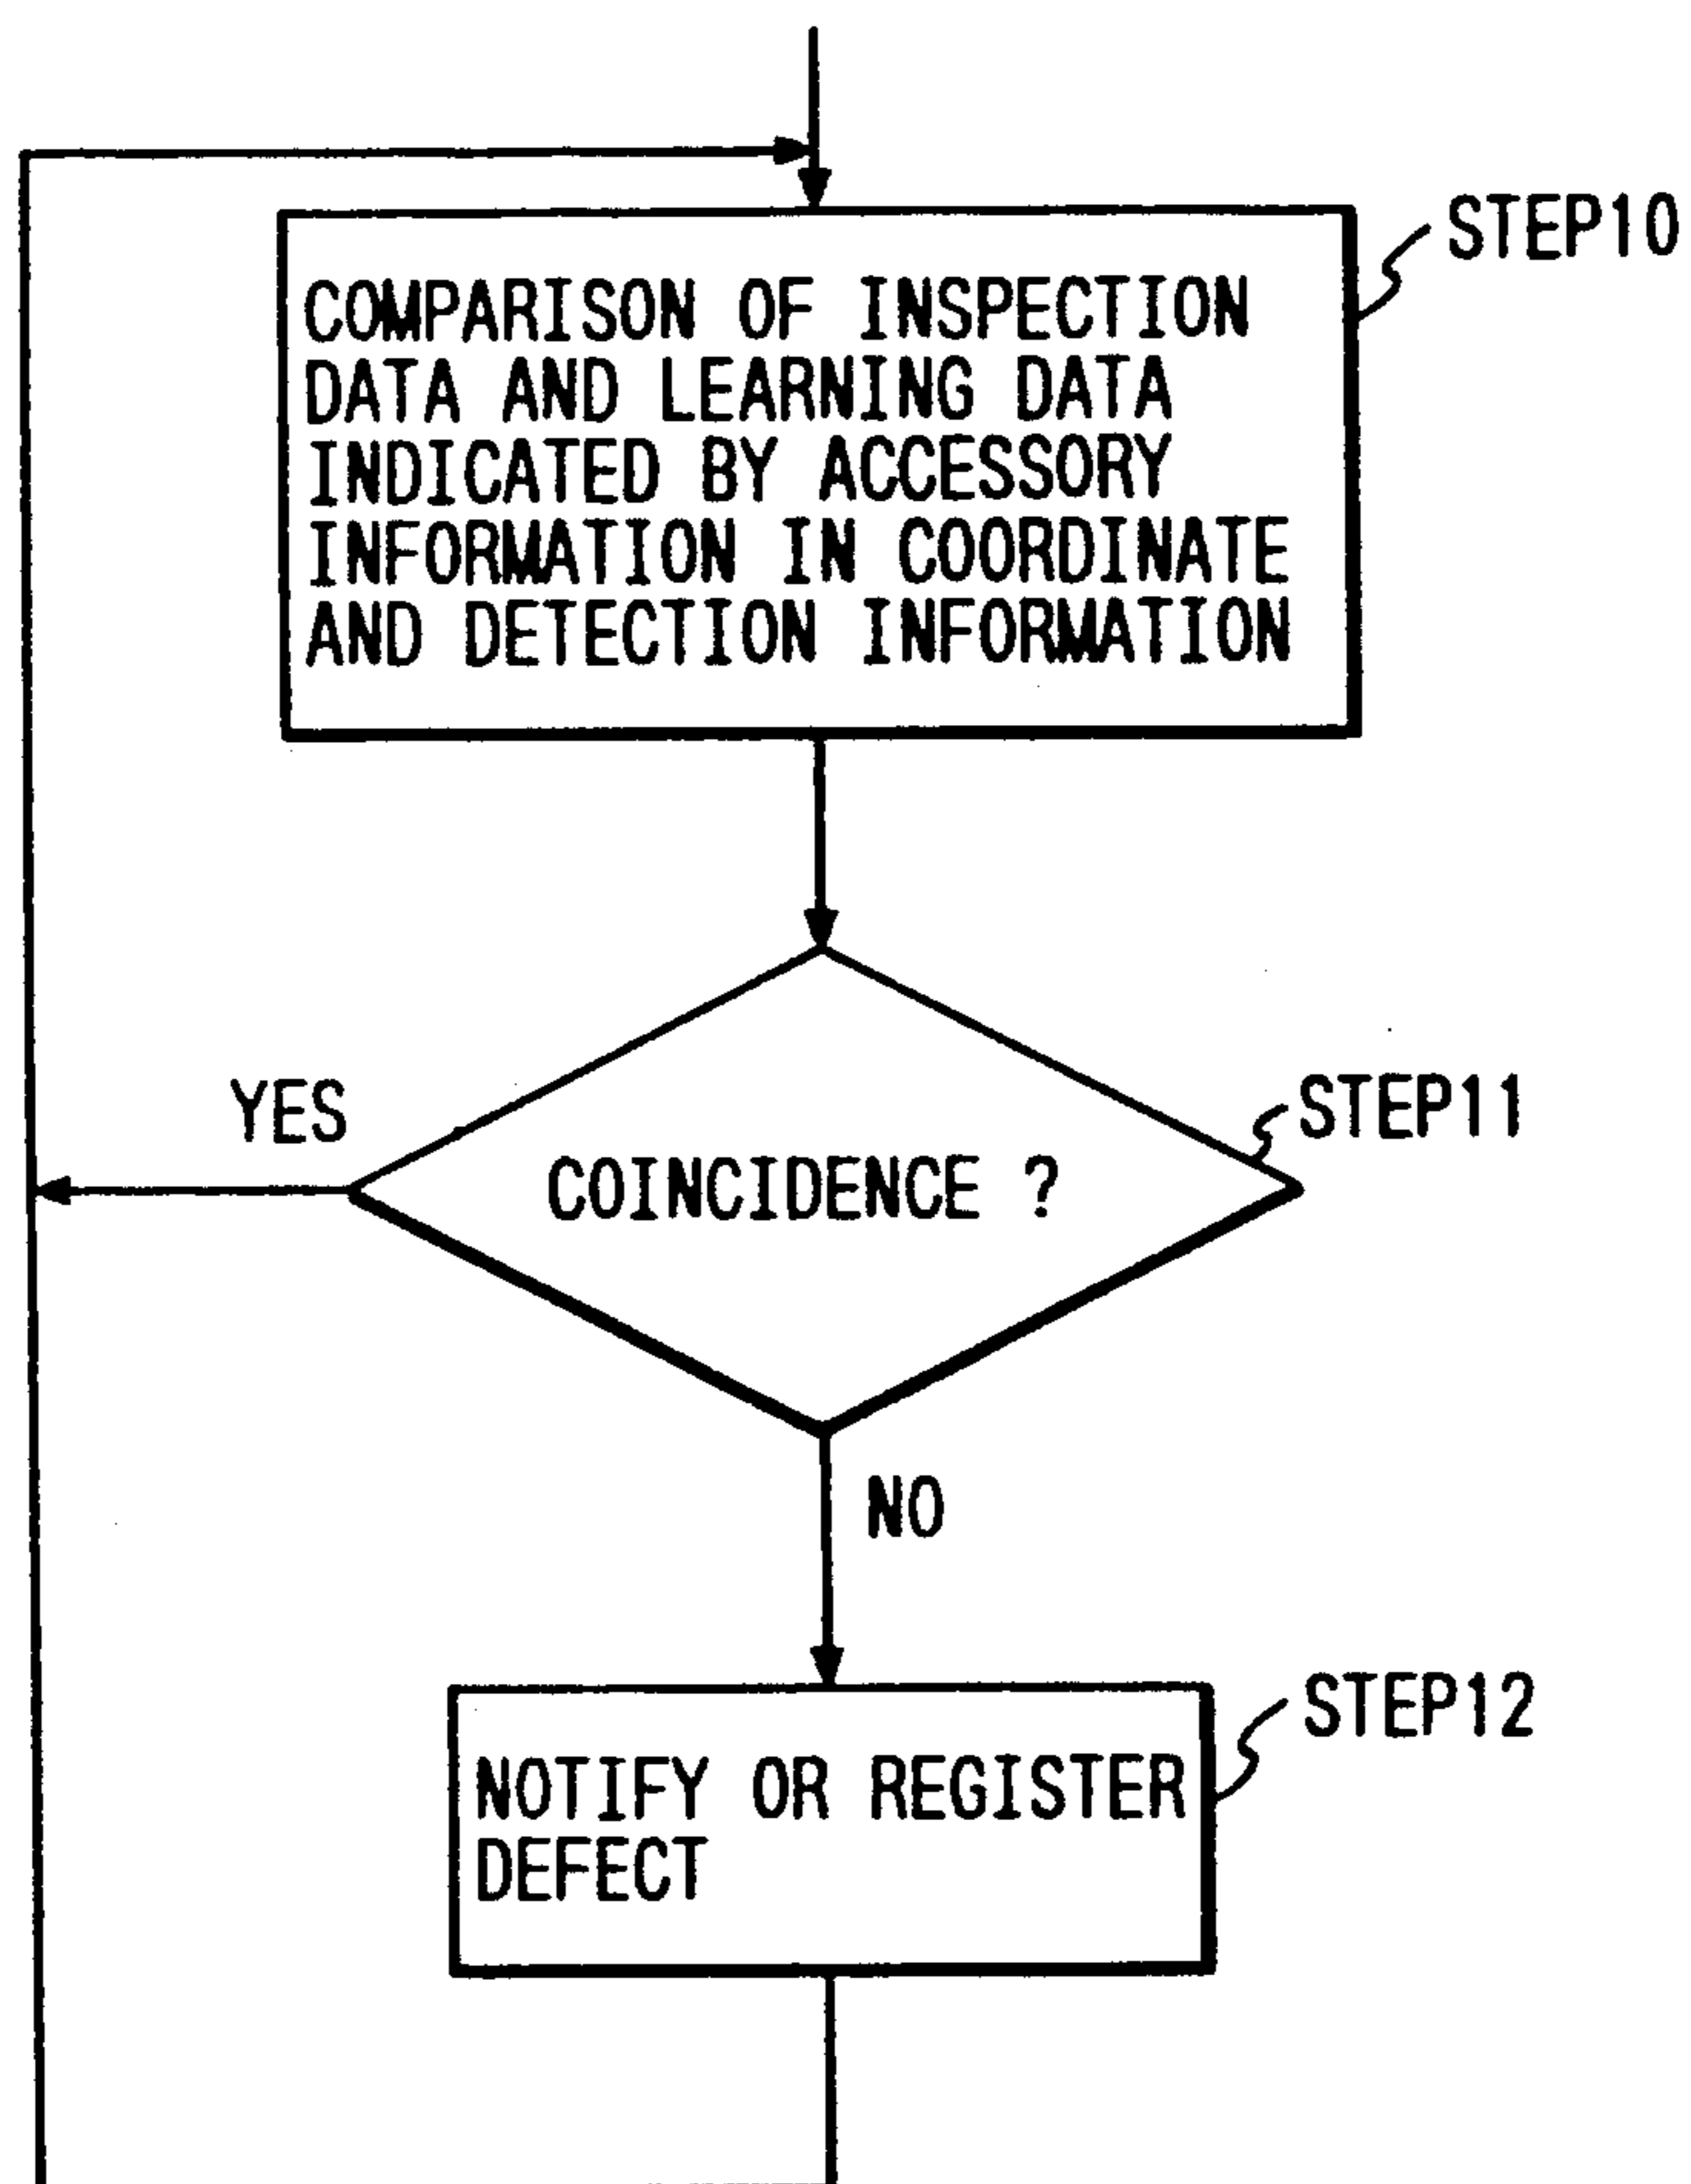 STEP10
COMPARISON OF INSPECTION
DATA AND LEARNING DATA
INDICATED BY ACCESSORY
INFORMATION IN COORDINATE
AND DETECTION INFORMATION
YES
STEP11
COINCIDENCE ?
NO
STEP12
NOTIFY OR REGISTER
DEFECT